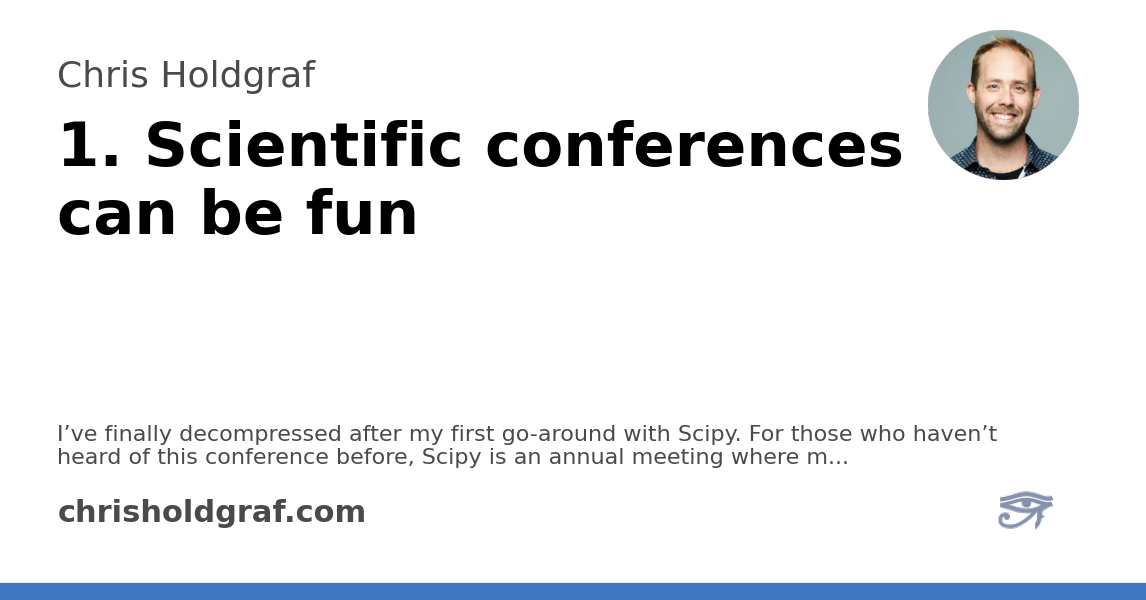 Chris Holdgraf
1. Scientific conferences
can be fun
I’ve finally decompressed after my first go-around with Scipy. For those who haven’t
heard of this conference before, Scipy is an annual meeting where m...
chrisholdgraf.com